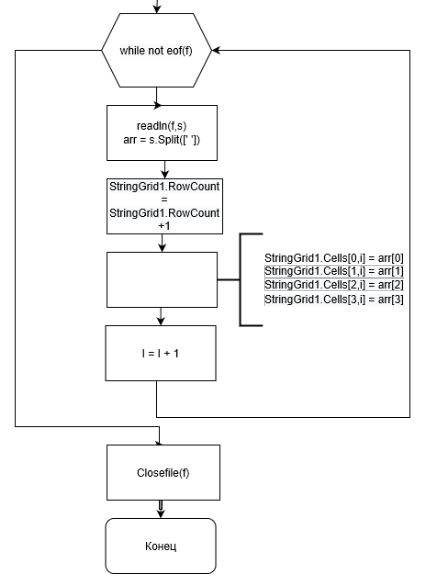 while not eof(f)
readln(f,s)
arr = s.Split([' '])
StringGrid1.RowCount
=
StringGrid1.RowCount
+1
StringGrid1.Cells[0,i] = arr[0]
StringGrid1.Cells[1,i] = arr[1]
StringGrid1.Cells[2,i] = arr[2]
StringGrid1.Cells[3,i] = arr[3]
I = I + 1
Closefile(f)
Конец